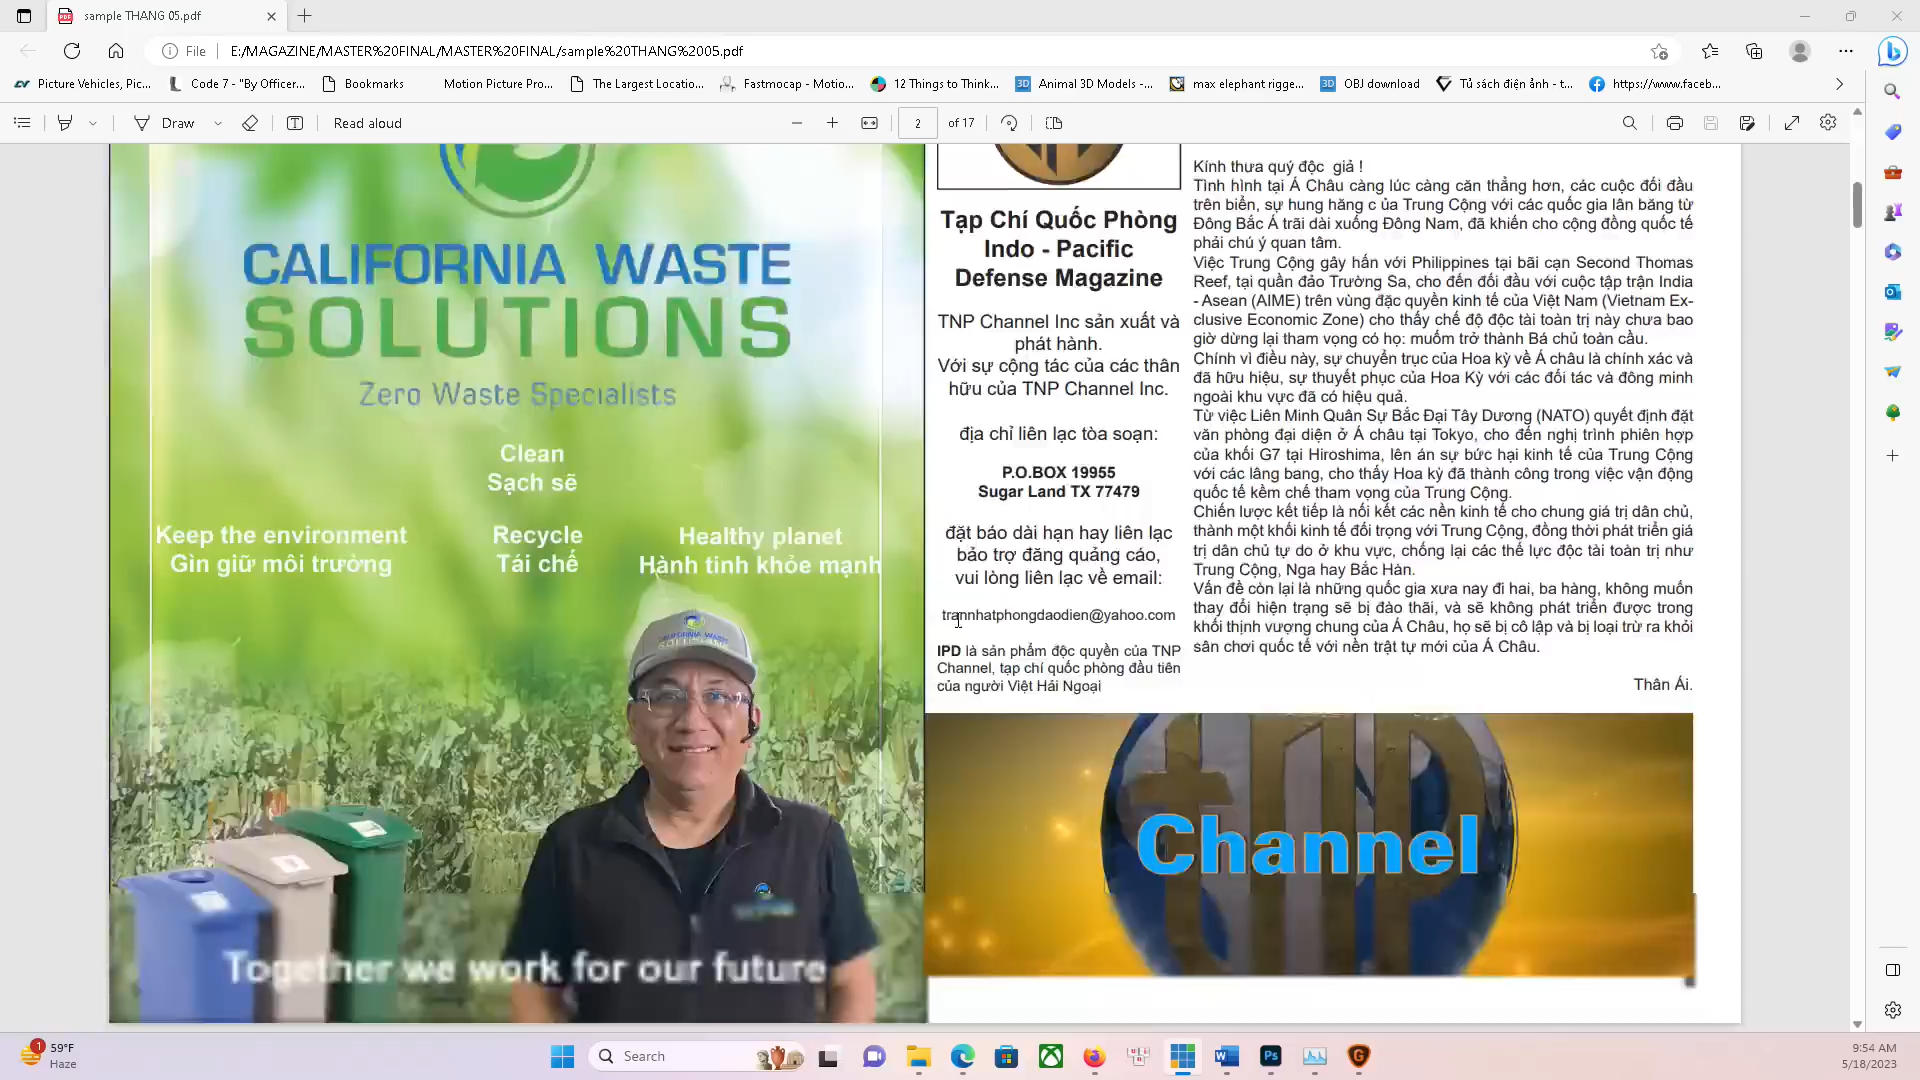 sample THANG 05.pdf
File
E:/MAGAZINE/MASTER%20FINAL/MASTER%20FINAL/sample%20THANG%2005.pdf
Picture Vehicles, Pic...
Code 7 - "By Officer...
Bookmarks
Motion Picture Pro...
The Largest Locatio...
Fastmocap - Motio...
12 Things to Think...
Animal 3D Models -...
max elephant rigge...
OBJ download
Tủ sách điện ảnh - t...
https://www.faceb...
Draw
Read aloud
2
of 17
CALIFORNIA WASTE
SOLUTIONS
Zero Waste Specialists
Clean
Sạch sẽ
Keep the environment
Gìn giữ môi trường
Recycle
Tái chế
Healthy planet
Hành tinh khỏe mạnh
CALIFORNIA WASTE
SOLUTIONS
Together we work for our future
Tạp Chí Quốc Phòng
Indo - Pacific
Defense Magazine
TNP Channel Inc sản xuất và
phát hành.
Với sự cộng tác của các thân
hữu của TNP Channel Inc.
địa chỉ liên lạc tòa soạn:
P.O.BOX 19955
Sugar Land TX 77479
đặt báo dài hạn hay liên lạc
bảo trợ đăng quảng cáo,
vui lòng liên lạc về email:
trannhatphongdaodien@yahoo.com
IPD là sản phẩm độc quyền của TNP
Channel, tạp chí quốc phòng đầu tiên
của người Việt Hải Ngoại
Kính thưa quý độc giả !
Tình hình tại Á Châu càng lúc càng căn thẳng hơn, các cuộc đối đầu
trên biển, sự hung hăng c ủa Trung Cộng với các quốc gia lân băng từ
Đông Bắc Á trãi dài xuống Đông Nam, đã khiến cho cộng đồng quốc tế
phải chú ý quan tâm.
Việc Trung Cộng gây hấn với Philippines tại bãi cạn Second Thomas
Reef, tại quần đảo Trường Sa, cho đến đối đầu với cuộc tập trận India
- Asean (AIME) trên vùng đặc quyền kinh tế của Việt Nam (Vietnam Ex-
clusive Economic Zone) cho thấy chế độ độc tài toàn trị này chưa bao
giờ dừng lại tham vọng có họ: muốm trở thành Bá chủ toàn cầu.
Chính vì điều này, sự chuyển trục của Hoa kỳ về Á châu là chính xác và
đã hữu hiệu, sự thuyết phục của Hoa Kỳ với các đối tác và đông minh
ngoài khu vực đã có hiệu quả.
Từ việc Liên Minh Quân Sự Bắc Đại Tây Dương (NATO) quyết định đặt
văn phòng đại diện ở Á châu tại Tokyo, cho đến nghị trình phiên hợp
của khối G7 tại Hiroshima, lên án sự bức hại kinh tế của Trung Cộng
với các lâng bang, cho thấy Hoa kỳ đã thành công trong việc vận động
quốc tế kềm chế tham vọng của Trung Cộng.
Chiến lược kết tiếp là nối kết các nền kinh tế cho chung giá trị dân chủ,
thành một khối kinh tế đối trọng với Trung Cộng, đồng thời phát triển giá
trị dân chủ tự do ở khu vực, chống lại các thế lực độc tài toàn trị như
Trung Cộng, Nga hay Bắc Hàn.
Vấn đề còn lại là những quốc gia xưa nay đi hai, ba hàng, không muốn
thay đổi hiện trạng sẽ bị đào thãi, và sẽ không phát triển được trong
khối thịnh vượng chung của Á Châu, họ sẽ bị cô lập và bị loại trừ ra khỏi
sân chơi quốc tế với nền trật tự mới của Á Châu.
Thân Ái.
TNP
Channel
1
59°F
Haze
Search
9:54 AM
5/18/2023